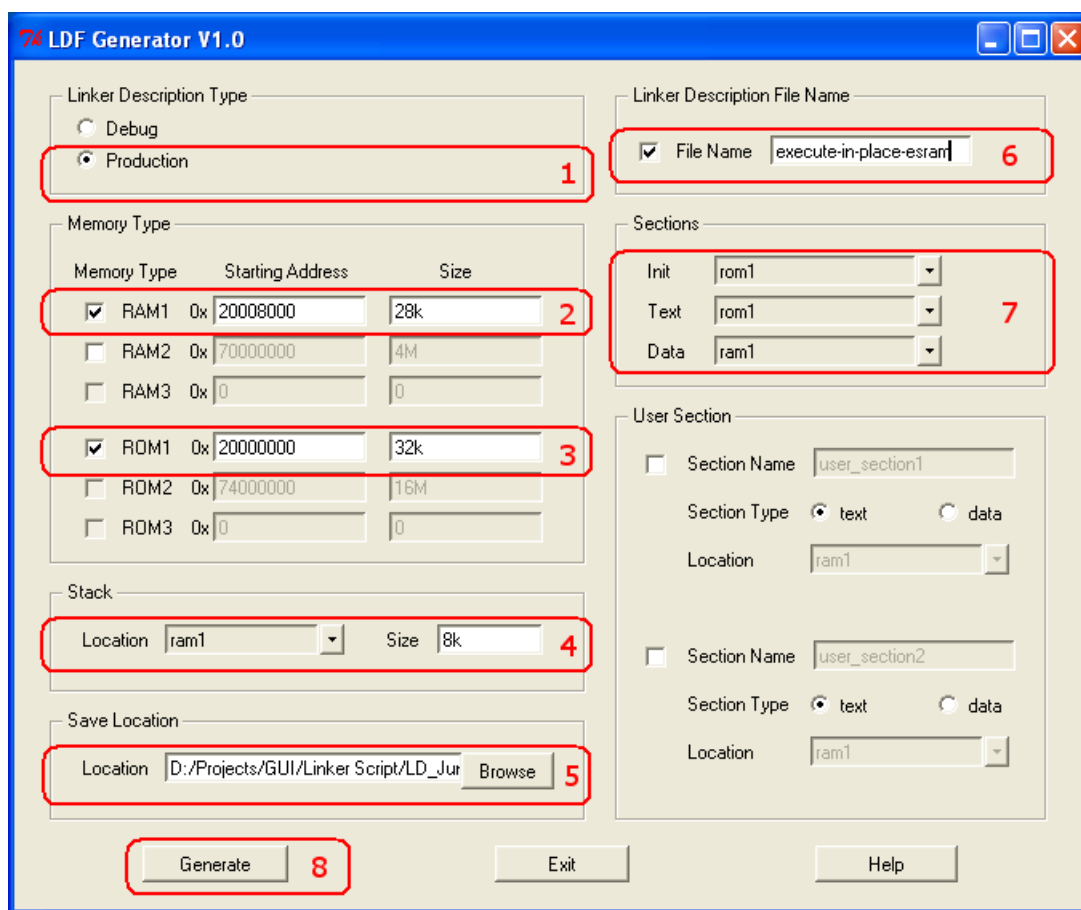 LDF Generator V1.0
Linker Description Type
Debug
Production
1
Memory Type
Memory Type Starting Address Size
RAM1 0x 20008000 28k 2
RAM2 0x 70000000 4M
RAM3 0x 0 0
ROM1 0x 20000000 32k 3
ROM2 0x 74000000 16M
ROM3 0x 0 0
Stack
Location ram1 Size 8k 4
Save Location
Location D:/Projects/GUI/Linker Script/LD_Jun Browse 5
Linker Description File Name
File Name execute-in-place-esram 6
Sections
Init rom1
Text rom1 7
Data ram1
User Section
Section Name user_section1
Section Type text data
Location ram1
Section Name user_section2
Section Type text data
Location ram1
Generate 8 Exit Help